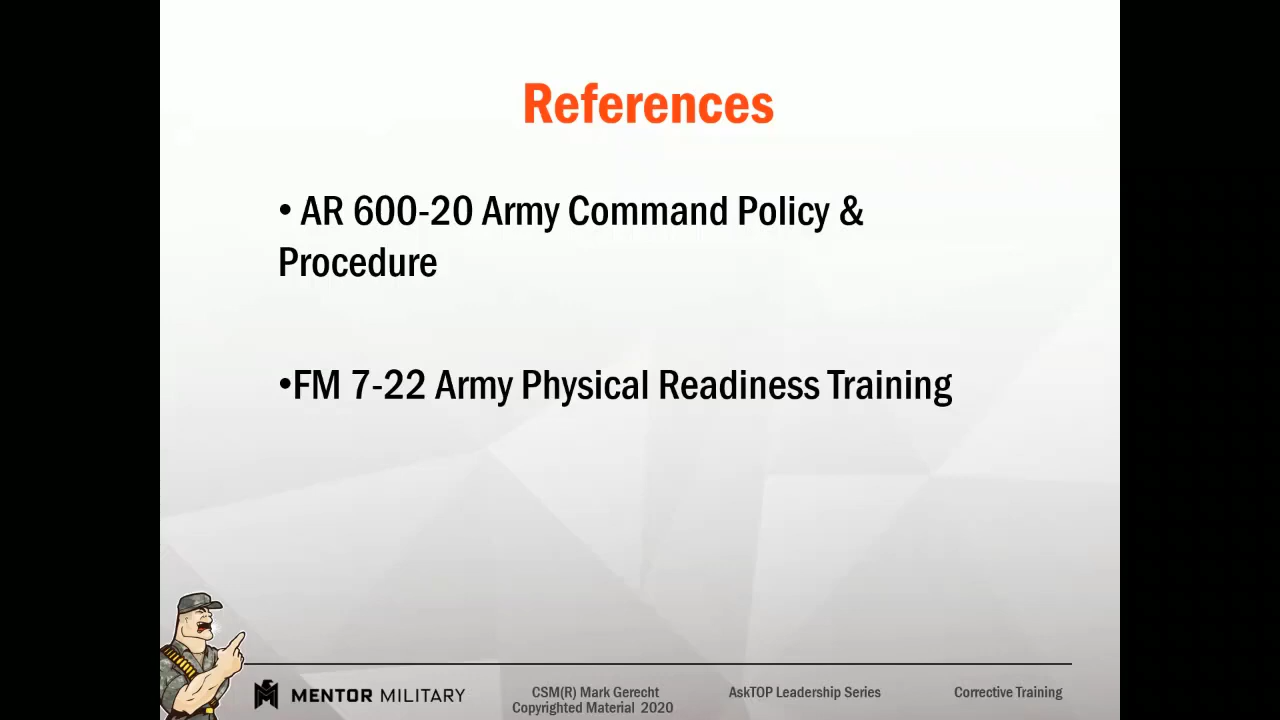 References
• AR 600-20 Army Command Policy &
Procedure
•FM 7-22 Army Physical Readiness Training
MENTOR MILITARY
CSM(R) Mark Gerecht
Copyrighted Material 2020
AskTOP Leadership Series
Corrective Training